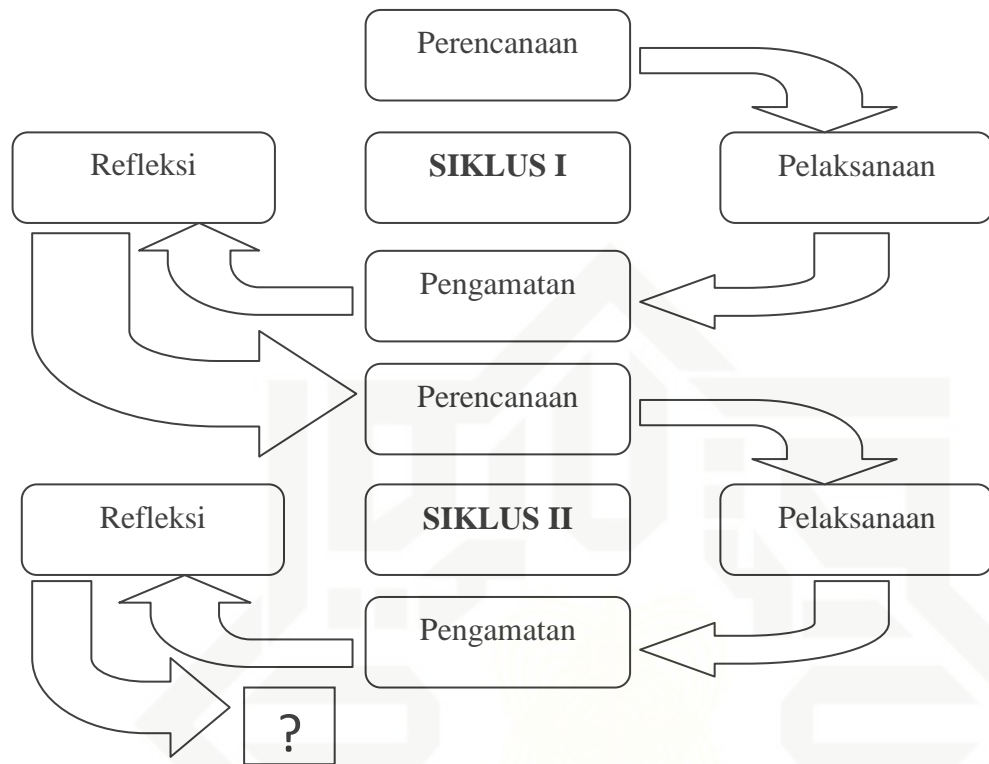 Perencanaan
Refleksi
SIKLUS I
Pelaksanaan
Pengamatan
Perencanaan
Refleksi
SIKLUS II
Pelaksanaan
Pengamatan
?